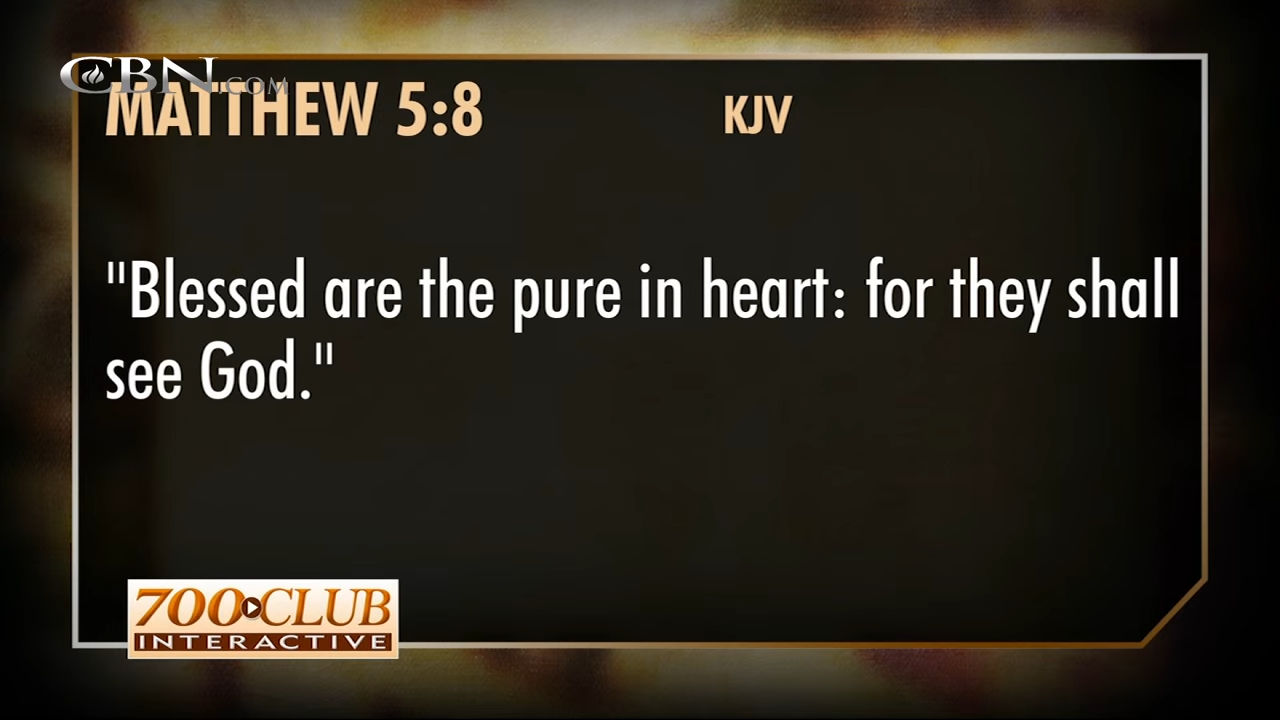 CBN.COM
MATTHEW 5:8 KJV
"Blessed are the pure in heart: for they shall
see God."
700 CLUB
INTERACTIVE